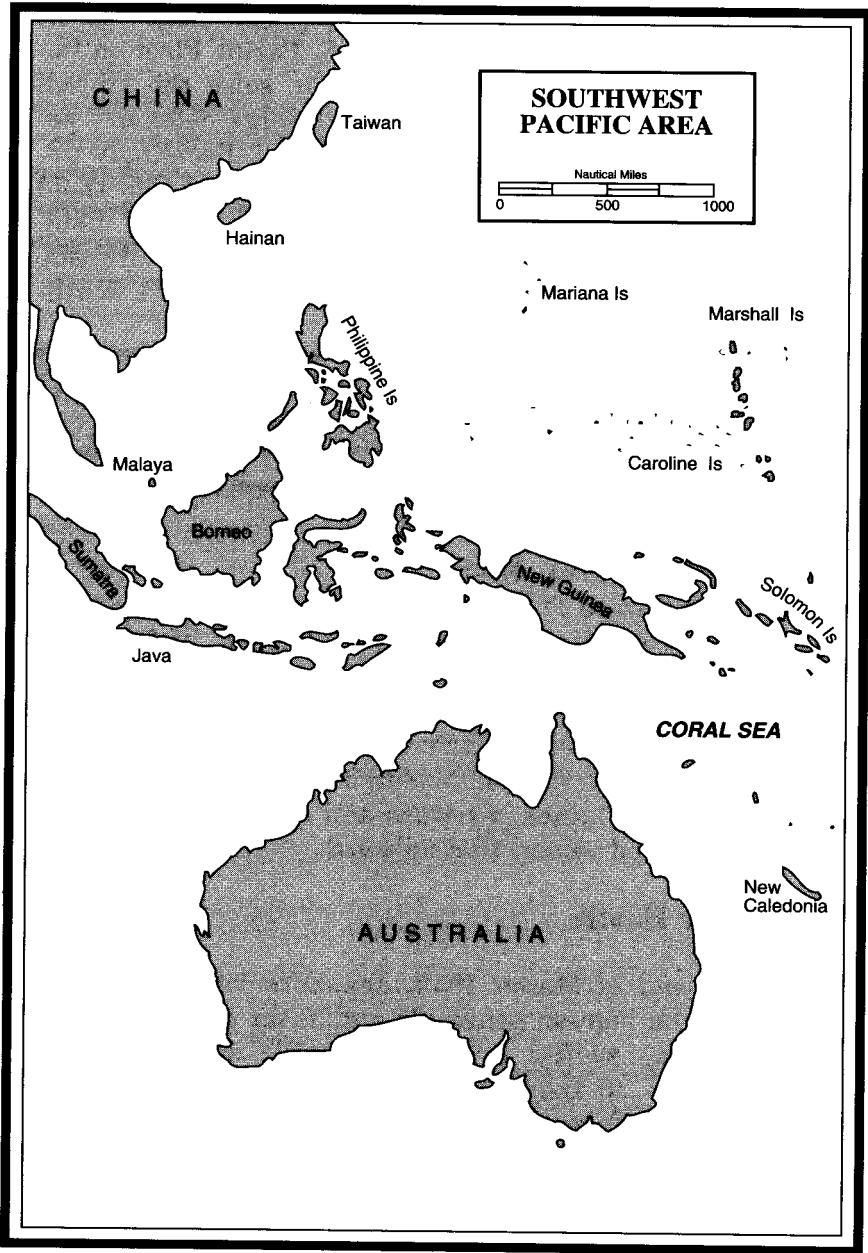 CHINA
Taiwan
Hainan
SOUTHWEST
PACIFIC AREA
Nautical Miles
0 500 1000
Mariana Is
Marshall Is
Philippine Is
Caroline Is
Malaya
Borneo
Sumatra
New Guinea
Solomon Is
Java
CORAL SEA
New
Caledonia
AUSTRALIA